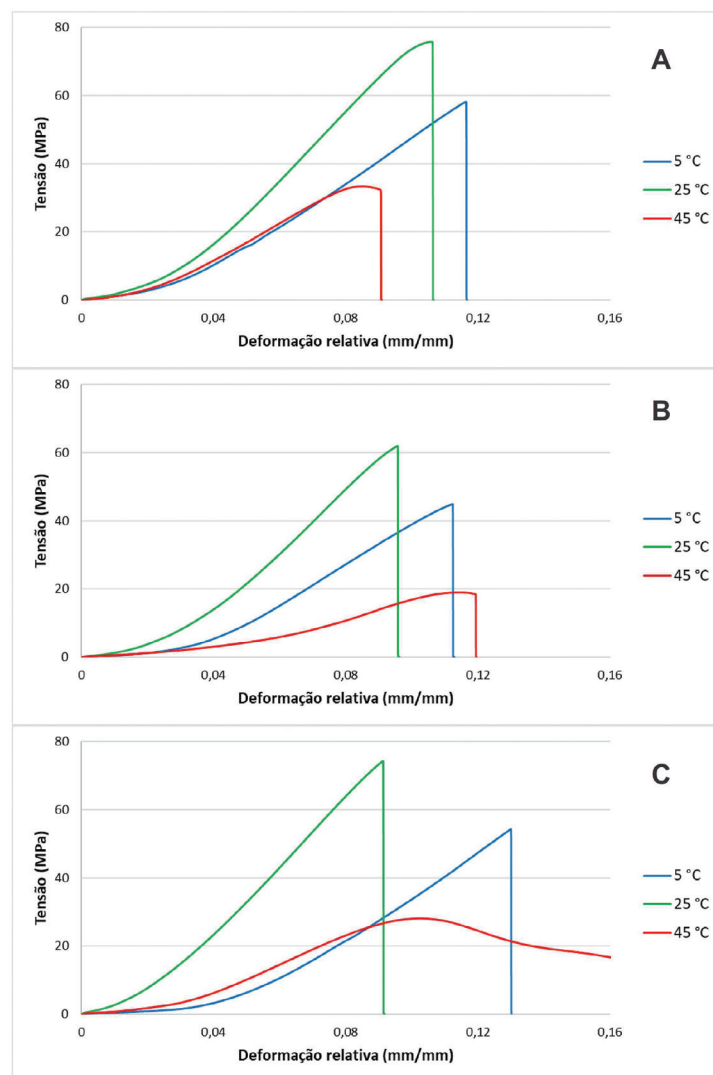 A
80
60
40
20
0
Tensão (MPa)
0 0,04 0,08 0,12 0,16
Deformação relativa (mm/mm)
5 °C
25 °C
45 °C
B
80
60
40
20
0
Tensão (MPa)
0 0,04 0,08 0,12 0,16
Deformação relativa (mm/mm)
5 °C
25 °C
45 °C
C
80
60
40
20
0
Tensão (MPa)
0 0,04 0,08 0,12 0,16
Deformação relativa (mm/mm)
5 °C
25 °C
45 °C